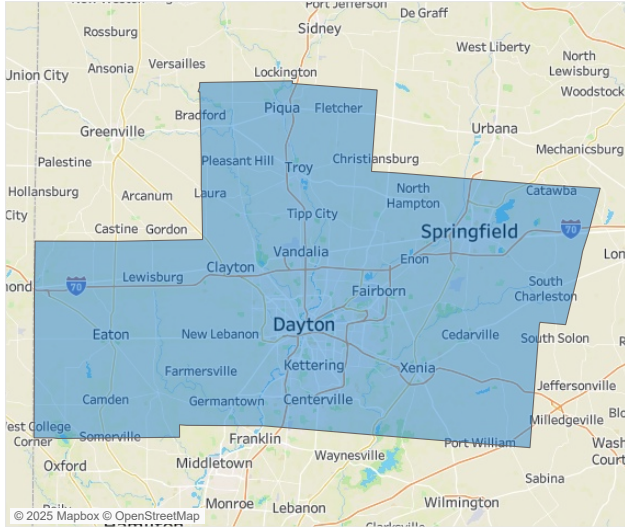 Port Jefferson
De Graff
Rossburg
Sidney
West Liberty
North
Lewisburg
Versailles
Ansonia
Lockington
Union City
Woodstock
Piqua
Fletcher
Bradford
Greenville
Urbana
Mechanicsburg
Palestine
Pleasant Hill
Christiansburg
Troy
Hollansburg
Arcanum
Laura
North
Hampton
Catawba
City
Tipp City
Castine
Gordon
Springfield
70
Vandalia
Enon
Clayton
Lewisburg
70
Fairborn
South
Charleston
Dayton
Eaton
New Lebanon
Cedarville
South Solon
Kettering
Xenia
Farmersville
Jeffersonville
Camden
Germantown
Centerville
Milledgeville
West College
Corner
Somerville
Franklin
Port William
Wash
Court
Oxford
Middletown
Waynesville
Sabina
Monroe
Lebanon
Wilmington
© 2025 Mapbox © OpenStreetMap
Hamilton
Clarksville